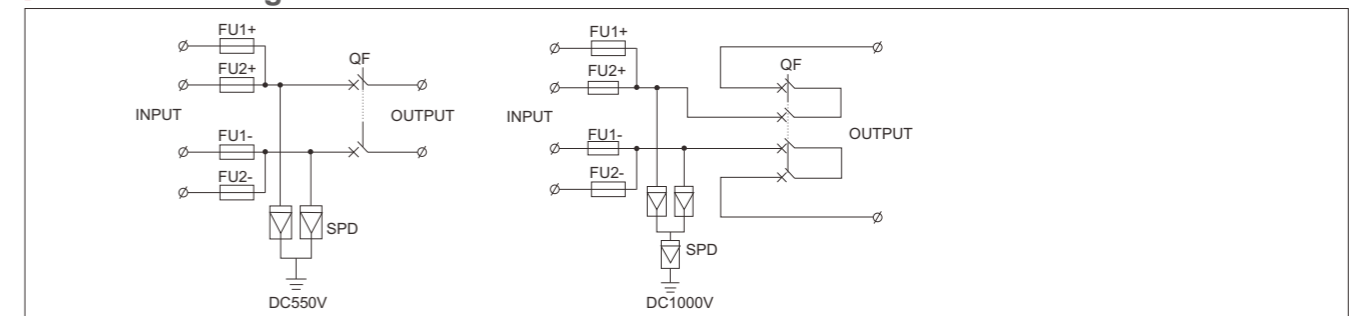 FU1+
FU2+
QF
INPUT
OUTPUT
FU1-
FU2-
SPD
DC550V
FU1+
FU2+
QF
INPUT
OUTPUT
FU1-
FU2-
SPD
DC1000V